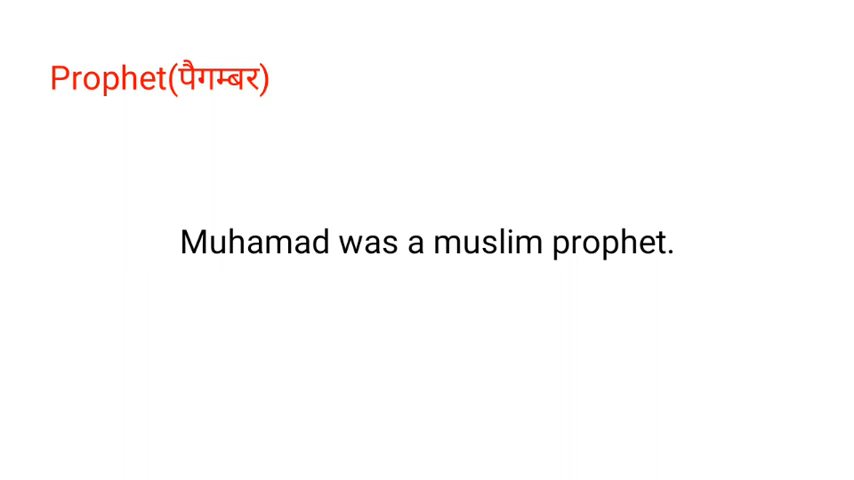 Prophet(पैगम्बर)
Muhamad was a muslim prophet.